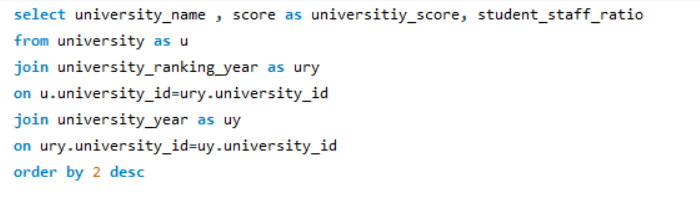 select university_name , score as universitiy_score, student_staff_ratio
from university as u
join university_ranking_year as ury
on u.university_id=ury.university_id
join university_year as uy
on ury.university_id=uy.university_id
order by 2 desc